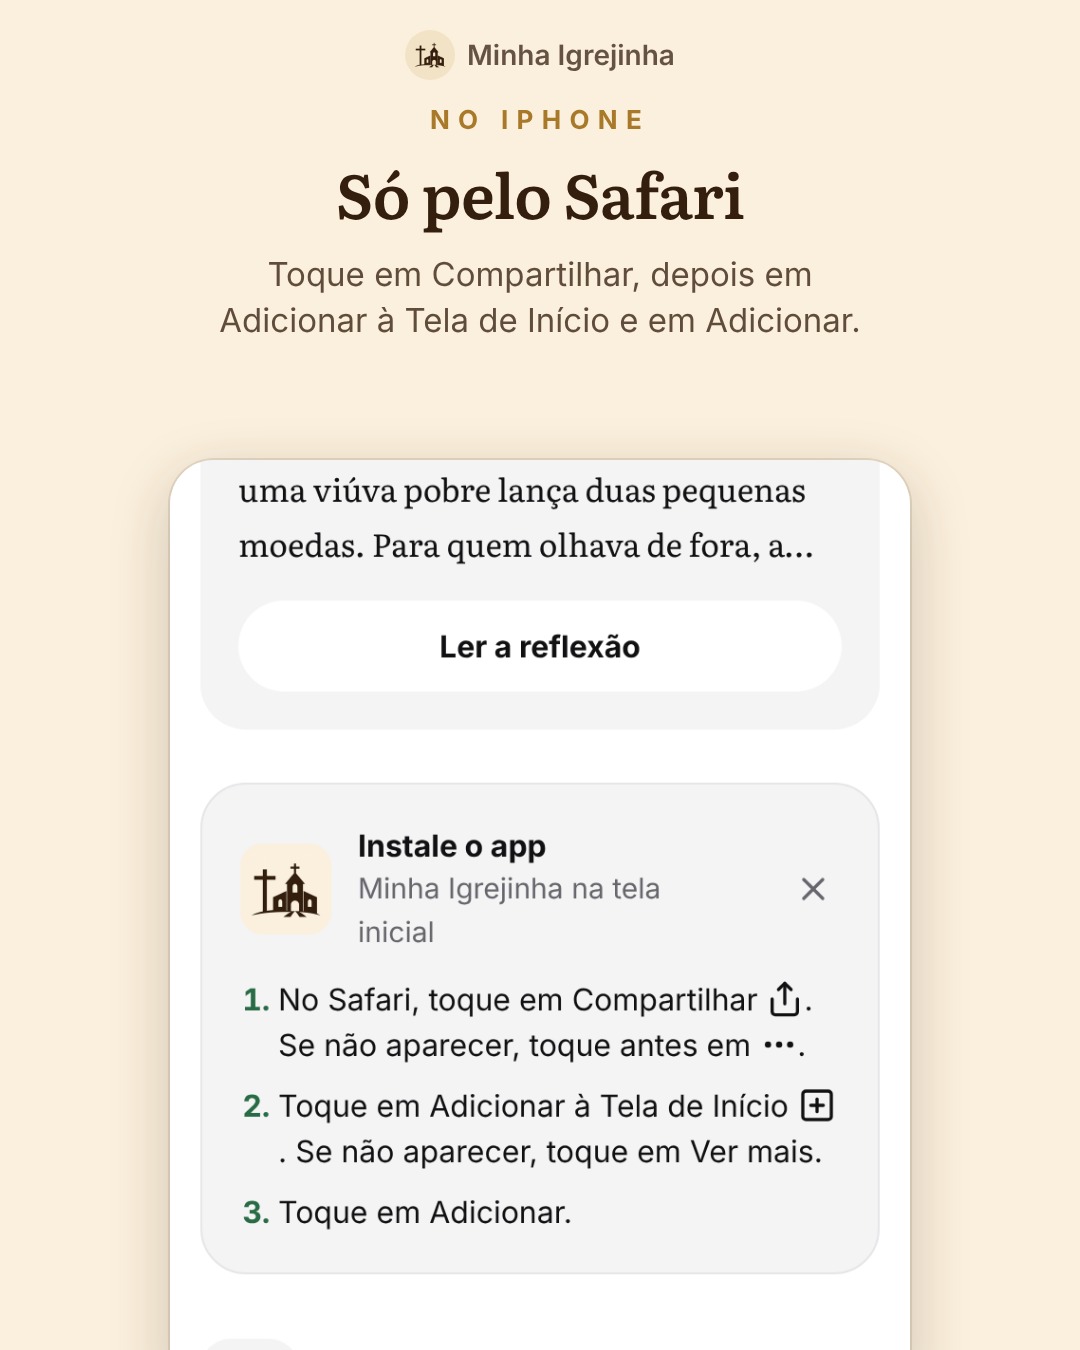 Minha Igrejinha
NO IPHONE
Só pelo Safari
Toque em Compartilhar, depois em
Adicionar à Tela de Início e em Adicionar.
uma viúva pobre lança duas pequenas
moedas. Para quem olhava de fora, a...
Ler a reflexão
Instale o app
Minha Igrejinha na tela
inicial
1. No Safari, toque em Compartilhar .
Se não aparecer, toque antes em •••.
2. Toque em Adicionar à Tela de Início
. Se não aparecer, toque em Ver mais.
3. Toque em Adicionar.